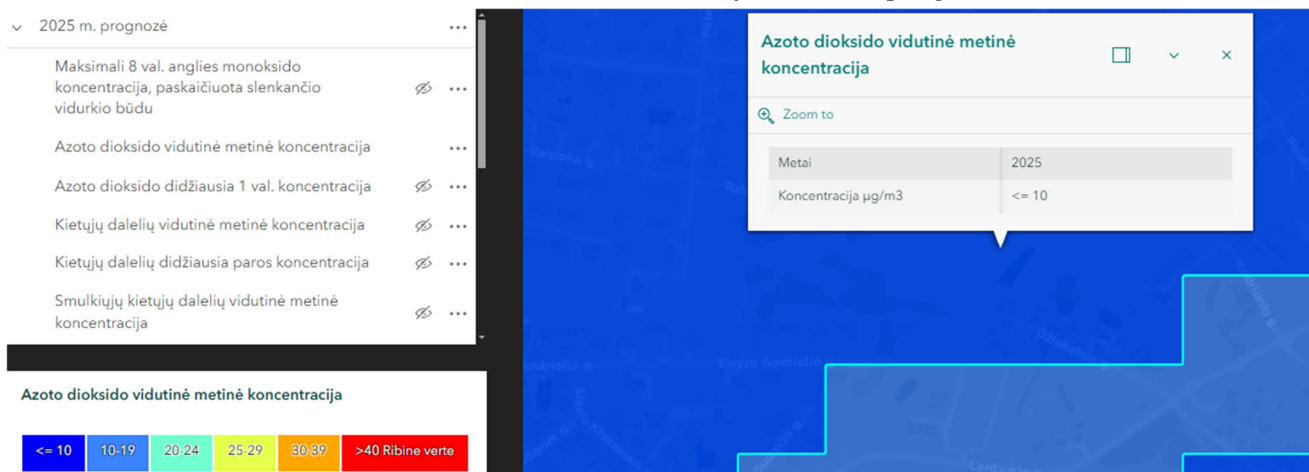 2025 m. prognozė
Maksimali 8 val. anglies monoksido
koncentracija, paskaičiuota slenkančio
vidurkio būdu
Azoto dioksido vidutinė metinė koncentracija
Azoto dioksido didžiausia 1 val. koncentracija
Kietųjų dalelių vidutinė metinė koncentracija
Kietųjų dalelių didžiausia paros koncentracija
Smulkiųjų kietųjų dalelių vidutinė metinė
koncentracija
Azoto dioksido vidutinė metinė koncentracija
<= 10 10-19 20-24 25-29 30-39 >40 Ribine verte
Azoto dioksido vidutinė metinė
koncentracija
Zoom to
Metai 2025
Koncentracija µg/m3 <= 10
Elvyro Andriollio g.